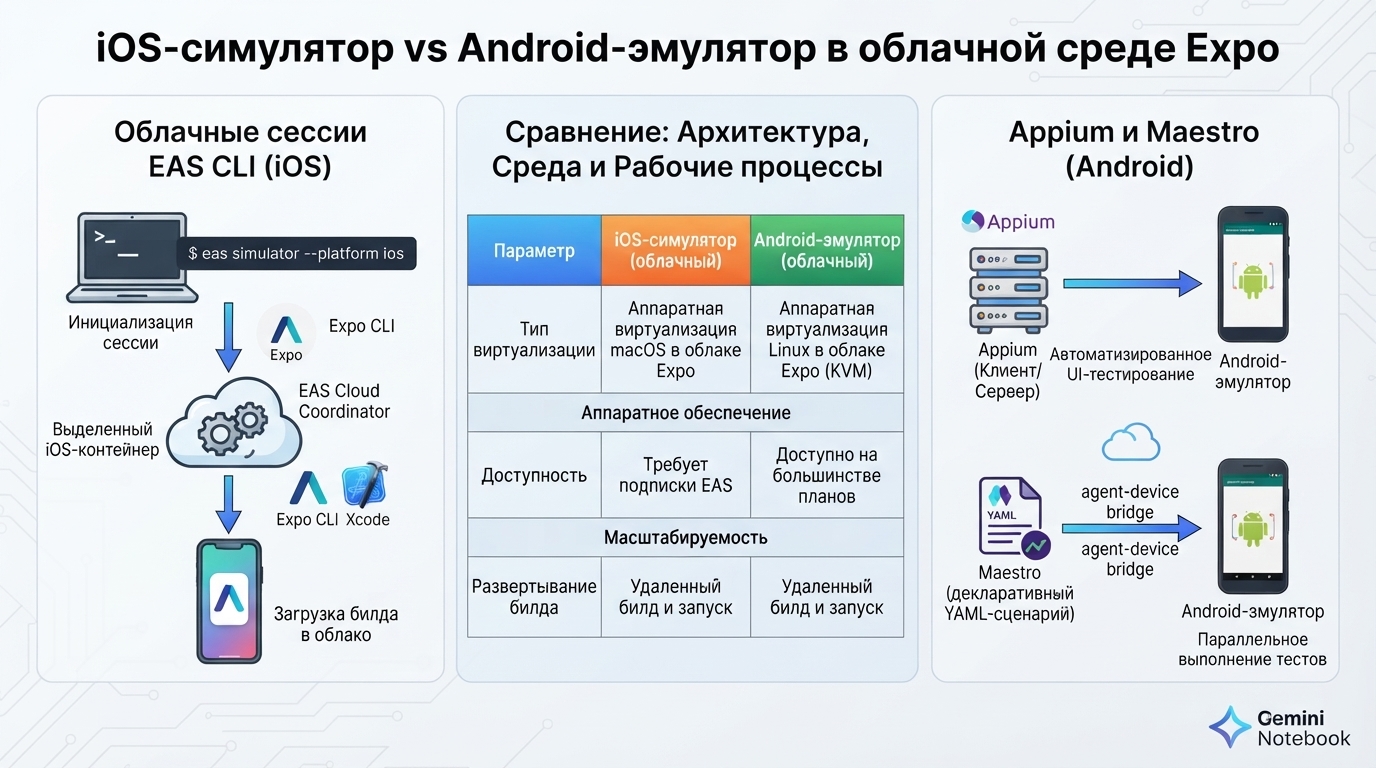 iOS-симулятор vs Android-эмулятор в облачной среде Expo
Облачные сессии
EAS CLI (iOS)
>_
$ eas simulator --platform ios
Инициализация
сессии
Expo
Expo CLI
EAS Cloud
Coordinator
Выделенный
iOS-контейнер
Expo CLI
Xcode
Загрузка билда
в облако
Сравнение: Архитектура,
Среда и Рабочие процессы
Параметр
iOS-симулятор
(облачный)
Android-эмулятор
(облачный)
Тип
виртуализации
Аппаратная
виртуализация
macOS в облаке
Expo
Аппаратная
виртуализация
Linux в облаке
Expo (KVM)
Аппаратное обеспечение
Доступность
Требует
подписки EAS
Доступно на
большинстве
планов
Масштабируемость
Развертывание
билда
Удаленный
билд и запуск
Удаленный
билд и запуск
Appium и Maestro
(Android)
Appium
Appium
(Клиент/
Сервер)
Автоматизированное
UI-тестирование
Android-
эмулятор
YAML
agent-device
bridge
agent-device
bridge
Maestro
(декларативный
YAML-сценарий)
Android-змулятор
Параллельное
выполнение тестов
Gemini
Notebook